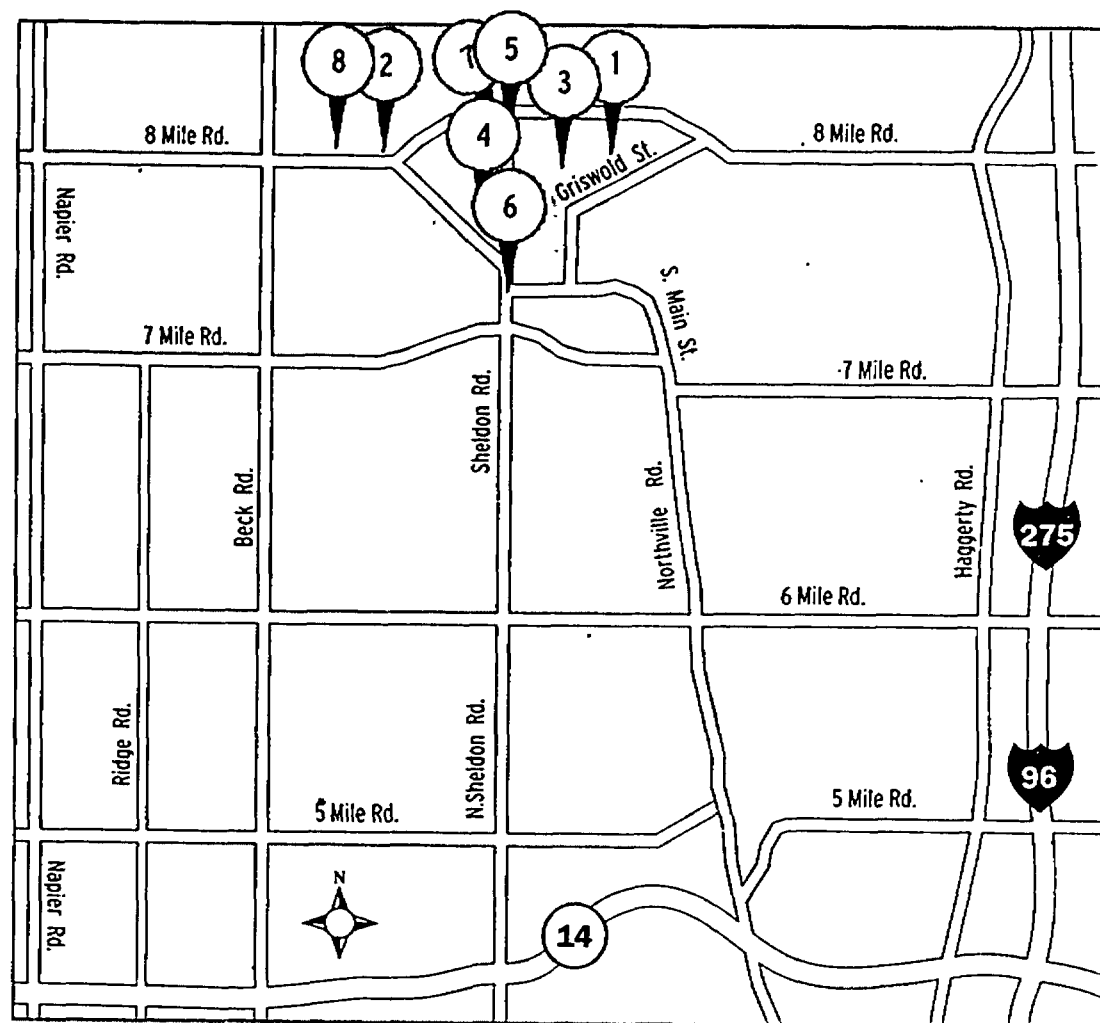 8
2
7
5
3
1
4
6
8 Mile Rd.
8 Mile Rd.
Griswold St.
Napier Rd.
S. Main St.
7 Mile Rd.
7 Mile Rd.
Sheldon Rd.
Beck Rd.
Northville Rd.
Haggerty Rd.
275
6 Mile Rd.
Ridge Rd.
N.Sheldon Rd.
96
5 Mile Rd.
5 Mile Rd.
Napier Rd.
N
14